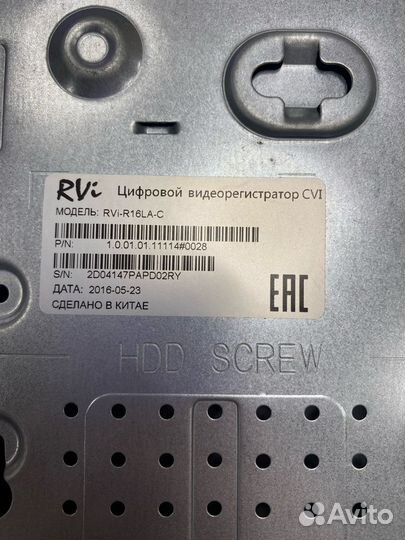 RVi Цифровой видеорегистратор CVI
МОДЕЛЬ: RVi-R16LA-C
P/N: 1.0.01.01.11114#0028
S/N: 2D04147PAPD02RY
ДАТА: 2016-05-23
СДЕЛАНО В КИТАЕ
EAC
HDD SCREW
Avito